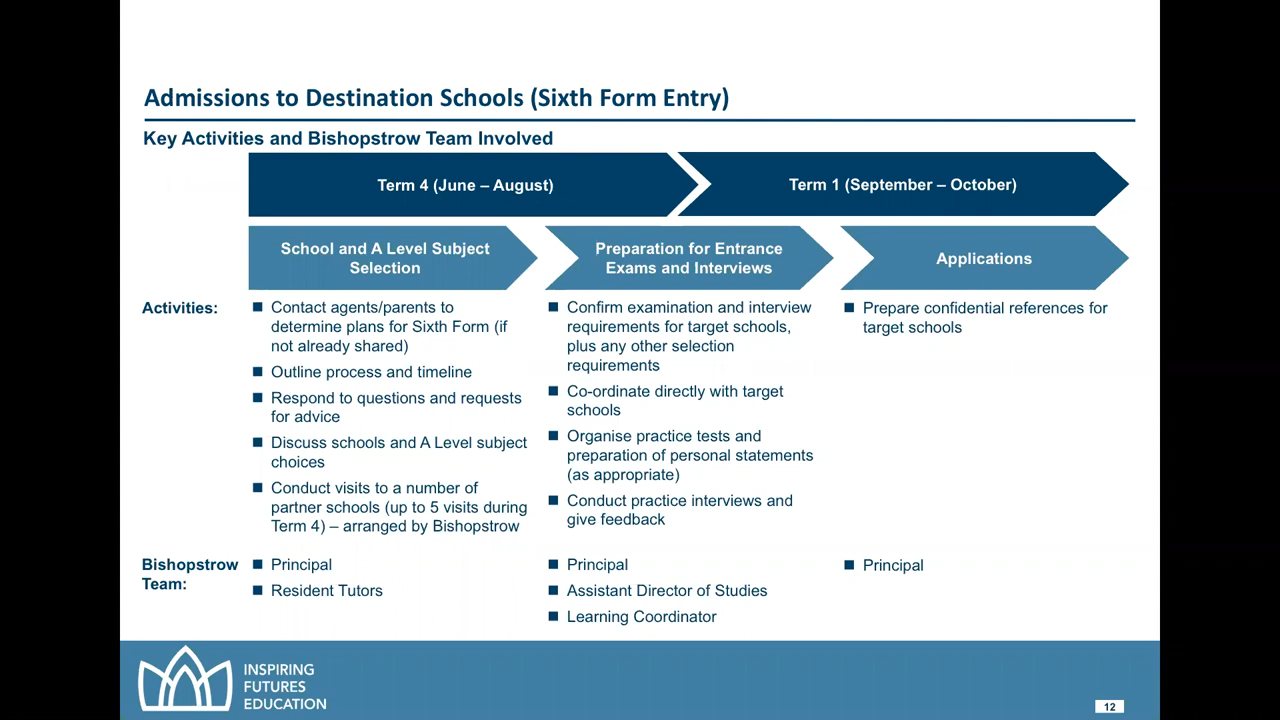 Admissions to Destination Schools (Sixth Form Entry)
Key Activities and Bishopstrow Team Involved
Term 4 (June – August)
Term 1 (September – October)
School and A Level Subject
Selection
Preparation for Entrance
Exams and Interviews
Applications
Activities:
Contact agents/parents to
determine plans for Sixth Form (if
not already shared)
Outline process and timeline
Respond to questions and requests
for advice
Discuss schools and A Level subject
choices
Conduct visits to a number of
partner schools (up to 5 visits during
Term 4) – arranged by Bishopstrow
Confirm examination and interview
requirements for target schools,
plus any other selection
requirements
Co-ordinate directly with target
schools
Organise practice tests and
preparation of personal statements
(as appropriate)
Conduct practice interviews and
give feedback
Prepare confidential references for
target schools
Bishopstrow
Team:
Principal
Resident Tutors
Principal
Assistant Director of Studies
Learning Coordinator
Principal
INSPIRING
FUTURES
EDUCATION
12